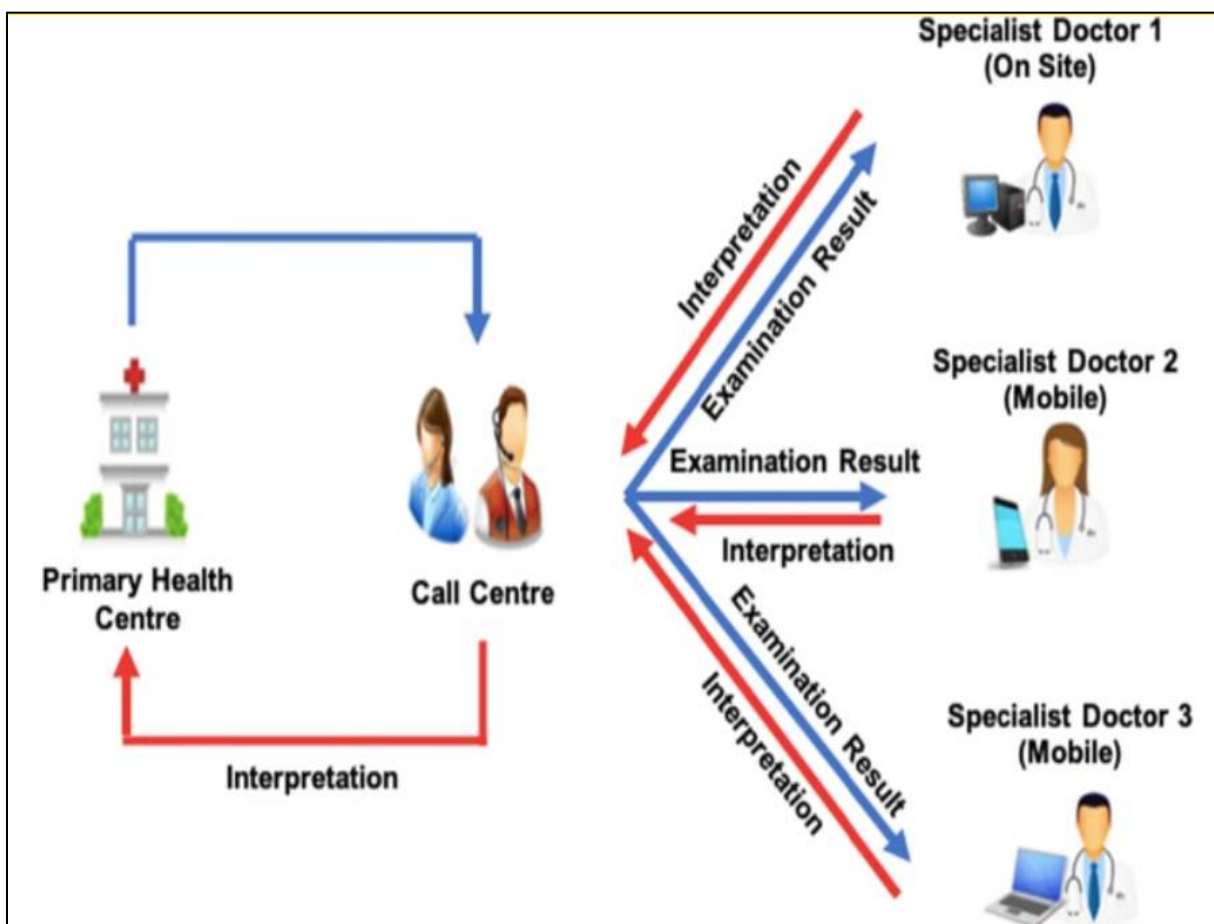 Specialist Doctor 1
(On Site)
Interpretation
Examination Result
Specialist Doctor 2
(Mobile)
Examination Result
Interpretation
Primary Health
Centre
Call Centre
Examination Result
Interpretation
Specialist Doctor 3
(Mobile)
Interpretation